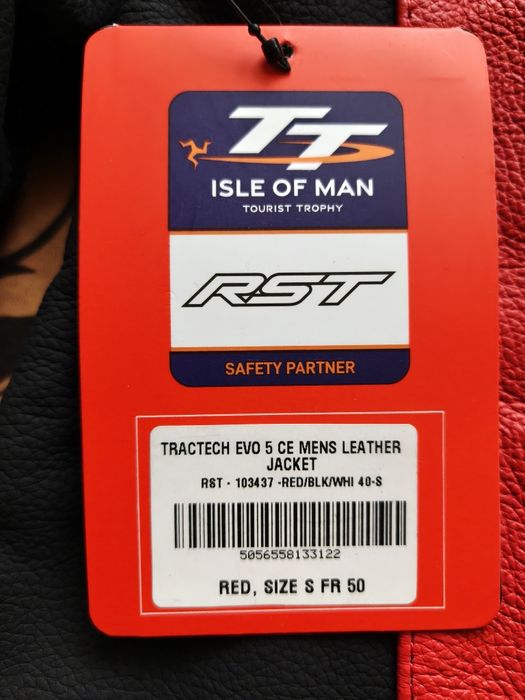 TT
ISLE OF MAN
TOURIST TROPHY
RST
SAFETY PARTNER
TRACTECH EVO 5 CE MENS LEATHER
JACKET
RST - 103437 -RED/BLK/WHI 40-S
5056558133122
RED, SIZE S FR 50